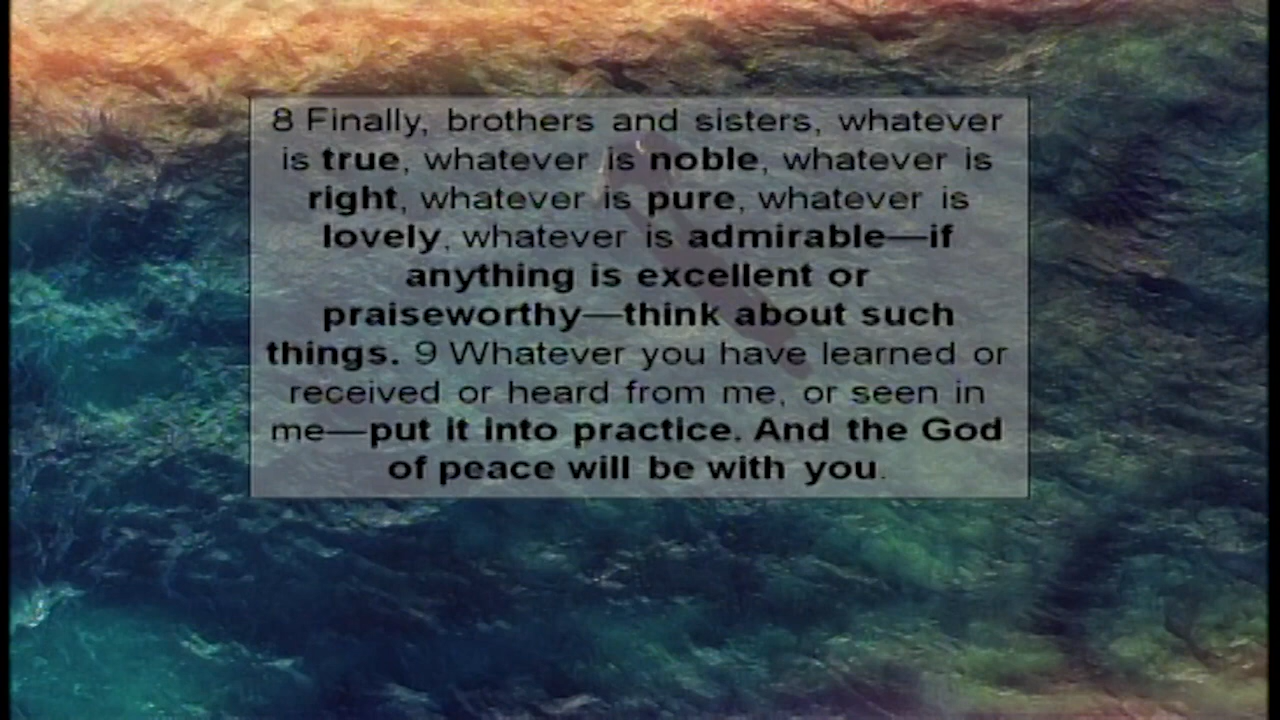 8 Finally, brothers and sisters, whatever
is true, whatever is noble, whatever is
right, whatever is pure, whatever is
lovely, whatever is admirable—if
anything is excellent or
praiseworthy—think about such
things. 9 Whatever you have learned or
received or heard from me, or seen in
me—put it into practice. And the God
of peace will be with you.